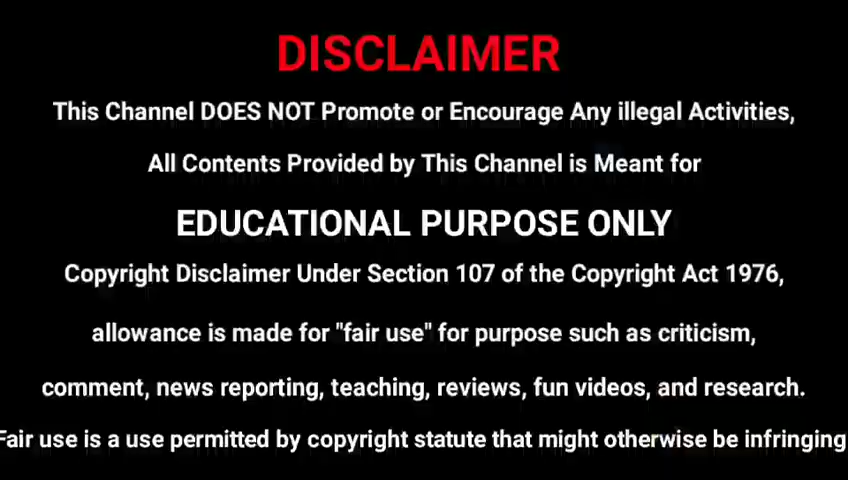 DISCLAIMER
This Channel DOES NOT Promote or Encourage Any illegal Activities,
All Contents Provided by This Channel is Meant for
EDUCATIONAL PURPOSE ONLY
Copyright Disclaimer Under Section 107 of the Copyright Act 1976,
allowance is made for "fair use" for purpose such as criticism,
comment, news reporting, teaching, reviews, fun videos, and research.
Fair use is a use permitted by copyright statute that might otherwise be infringing